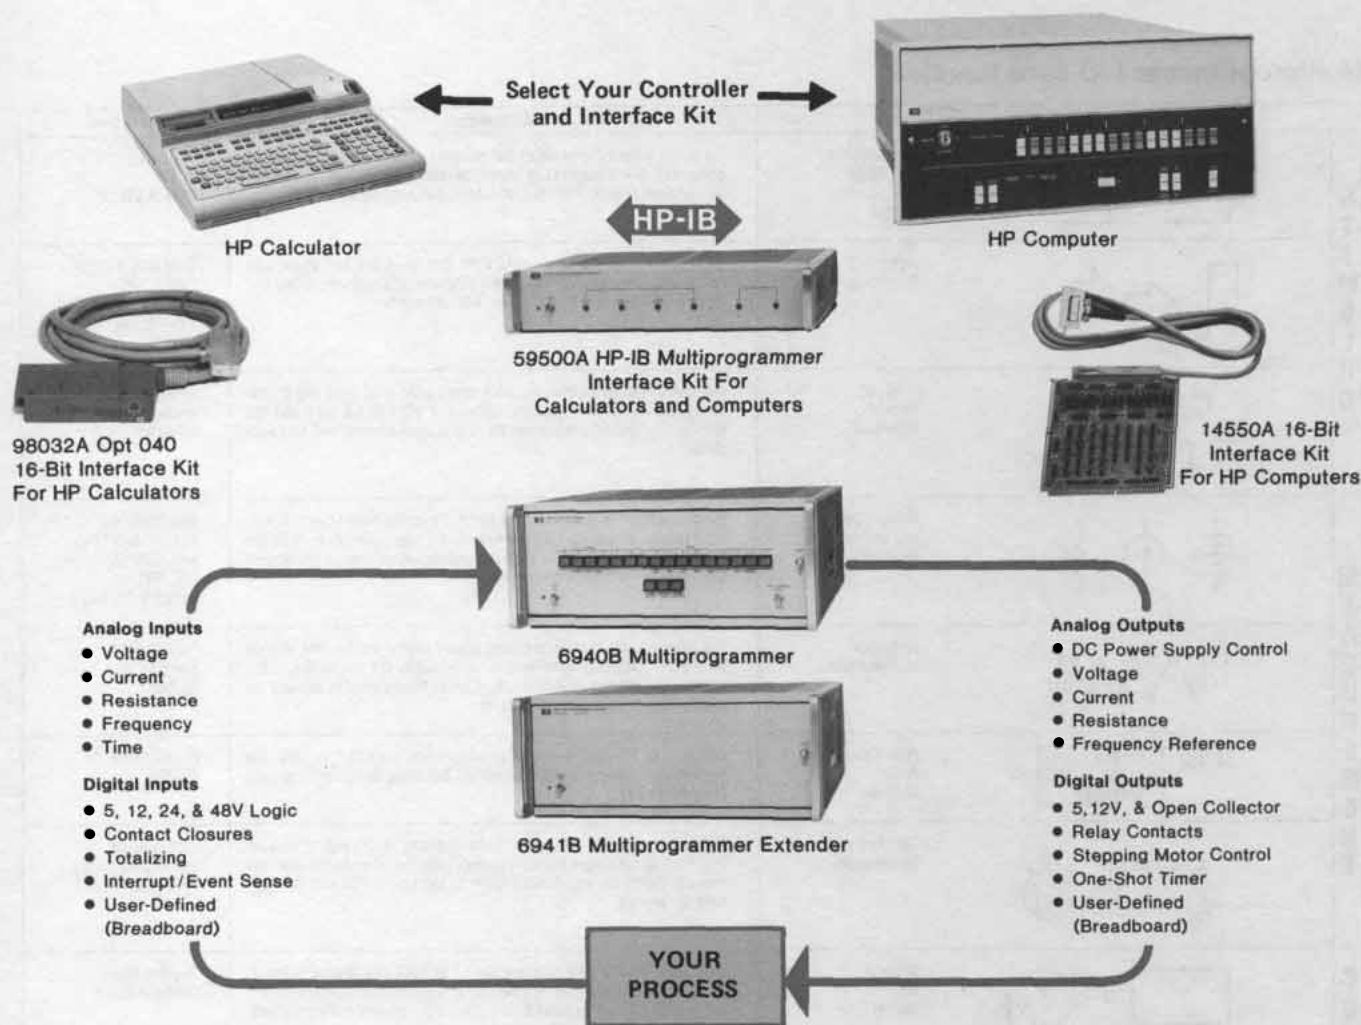 Select Your Controller
and Interface Kit
HP Calculator
HP-IB
HP Computer
59500A HP-IB Multiprogrammer
Interface Kit For
Calculators and Computers
98032A Opt 040
16-Bit Interface Kit
For HP Calculators
14550A 16-Bit
Interface Kit
For HP Computers
6940B Multiprogrammer
6941B Multiprogrammer Extender
Analog Inputs
● Voltage
● Current
● Resistance
● Frequency
● Time
Digital Inputs
● 5, 12, 24, & 48V Logic
● Contact Closures
● Totalizing
● Interrupt/Event Sense
● User-Defined
(Breadboard)
Analog Outputs
● DC Power Supply Control
● Voltage
● Current
● Resistance
● Frequency Reference
Digital Outputs
● 5,12V, & Open Collector
● Relay Contacts
● Stepping Motor Control
● One-Shot Timer
● User-Defined
(Breadboard)
YOUR
PROCESS